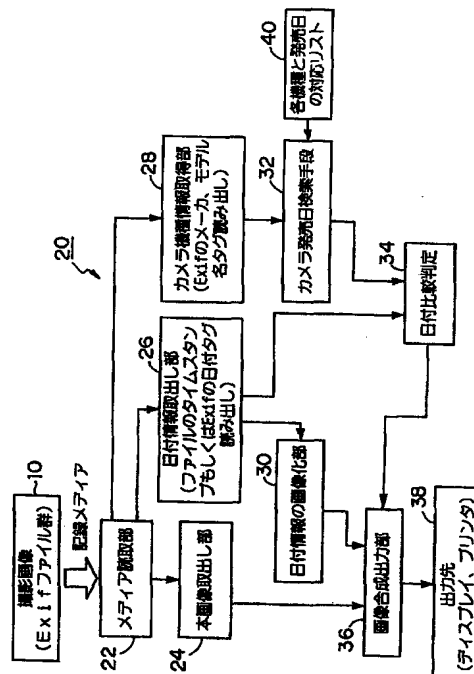 10
撮影画像
(Exifファイル群)
記録メディア
20
22
メディア読取部
24
本画像取出し部
26
日付情報取出し部
(ファイルのタイムスタン
プもしくはExifの日付タグ
読み出し)
28
カメラ機種情報取得部
(Exifのメーカ、モデル
名タグ読み出し)
30
日付情報の画像化部
32
カメラ発売日検索手段
40
各機種と発売日
の対応リスト
34
日付比較判定
36
画像合成出力部
38
出力先
(ディスプレイ、プリンタ)